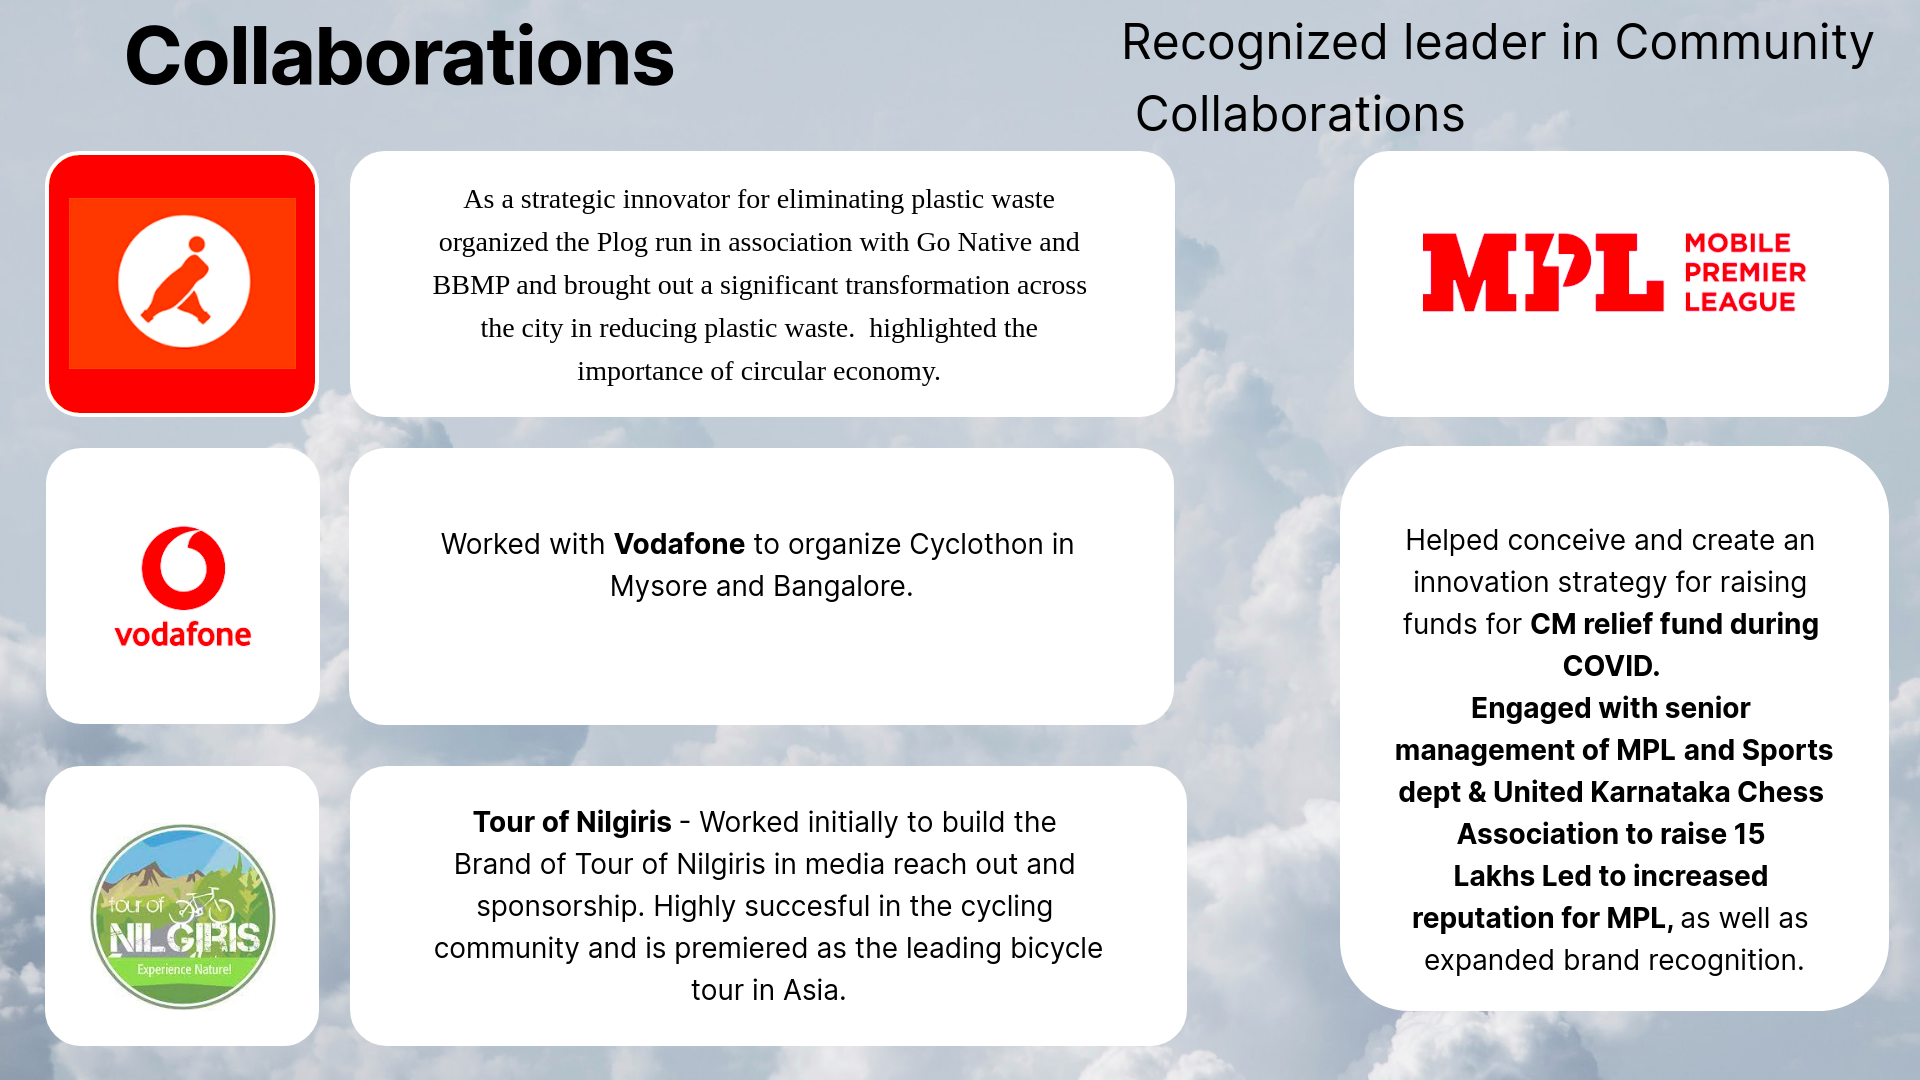 Collaborations
Recognized leader in Community
Collaborations
As a strategic innovator for eliminating plastic waste
organized the Plog run in association with Go Native and
BBMP and brought out a significant transformation across
the city in reducing plastic waste.  highlighted the
importance of circular economy.
MPL
MOBILE
PREMIER
LEAGUE
vodafone
Worked with Vodafone to organize Cyclothon in
Mysore and Bangalore.
tour of
NILGIRIS
Experience Nature!
Tour of Nilgiris - Worked initially to build the
Brand of Tour of Nilgiris in media reach out and
sponsorship. Highly succesful in the cycling
community and is premiered as the leading bicycle
tour in Asia.
Helped conceive and create an
innovation strategy for raising
funds for CM relief fund during
COVID.
Engaged with senior
management of MPL and Sports
dept & United Karnataka Chess
Association to raise 15
Lakhs Led to increased
reputation for MPL, as well as
expanded brand recognition.